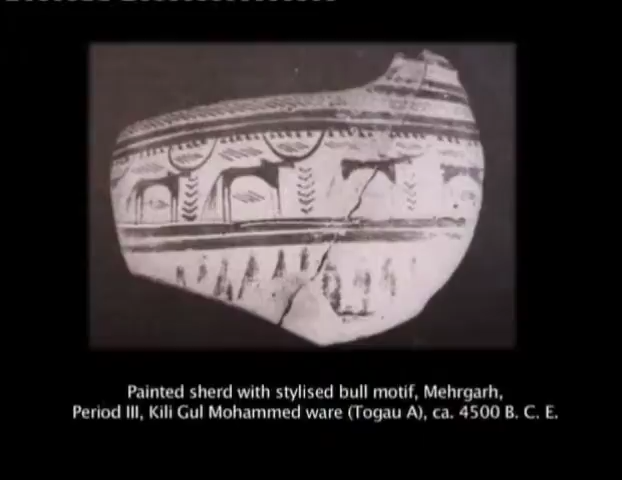 Painted sherd with stylised bull motif, Mehrgarh,
Period III, Kili Gul Mohammed ware (Togau A), ca. 4500 B. C. E.